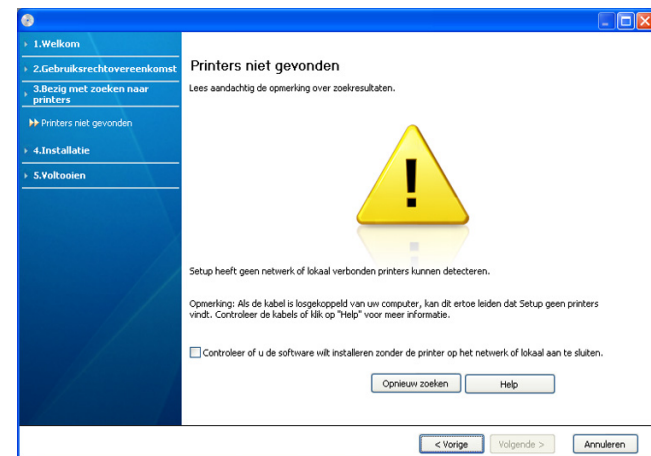 1.Welkom
2.Gebruiksrechtovereenkomst
3.Bezig met zoeken naar
printers
Printers niet gevonden
4.Installatie
5.Voltooien
Printers niet gevonden
Lees aandachtig de opmerking over zoekresultaten.
Setup heeft geen netwerk of lokaal verbonden printers kunnen detecteren.
Opmerking: Als de kabel is losgekoppeld van uw computer, kan dit ertoe leiden dat Setup geen printers
vindt. Controleer de kabels of klik op "Help" voor meer informatie.
Controleer of u de software wilt installeren zonder de printer op het netwerk of lokaal aan te sluiten.
Opnieuw zoeken Help
< Vorige Volgende > Annuleren